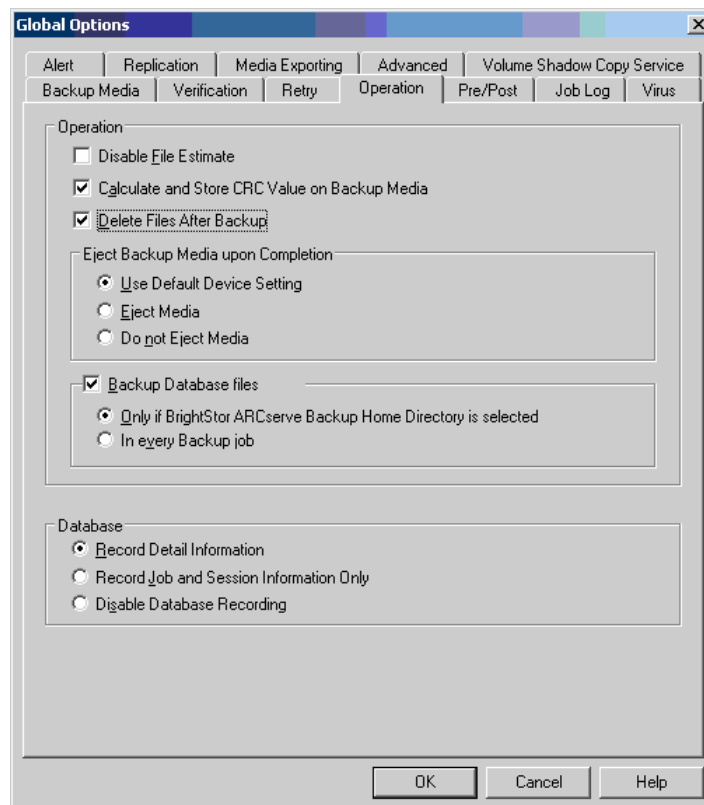 Global Options
Alert Replication Media Exporting Advanced Volume Shadow Copy Service
Backup Media Verification Retry Operation Pre/Post Job Log Virus
Operation
Disable File Estimate
Calculate and Store CRC Value on Backup Media
Delete Files After Backup
Eject Backup Media upon Completion
Use Default Device Setting
Eject Media
Do not Eject Media
Backup Database files
Only if BrightStor ARCserve Backup Home Directory is selected
In every Backup job
Database
Record Detail Information
Record Job and Session Information Only
Disable Database Recording
OK Cancel Help